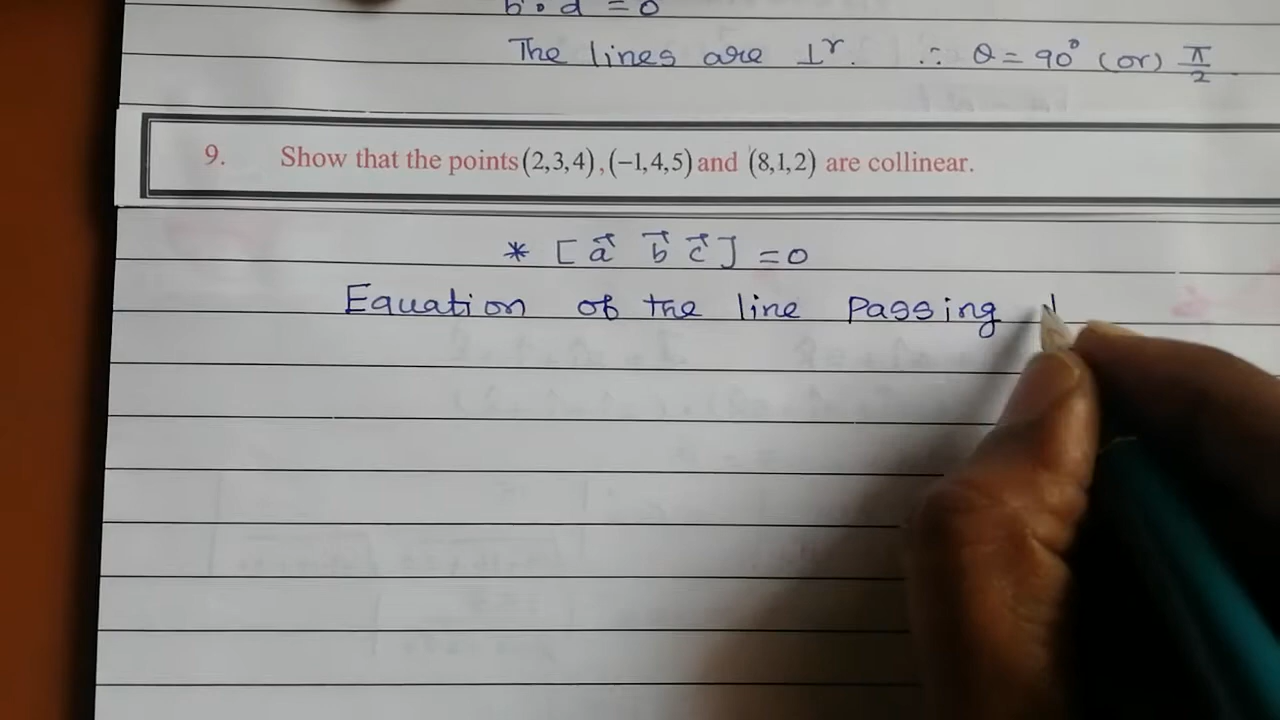 b . d = 0
The lines are ⊥r. ∴ θ = 90° (or) π/2
9. Show that the points (2,3,4), (−1,4,5) and (8,1,2) are collinear.
* [a⃗ b⃗ c⃗] = 0
Equation of the line Passing